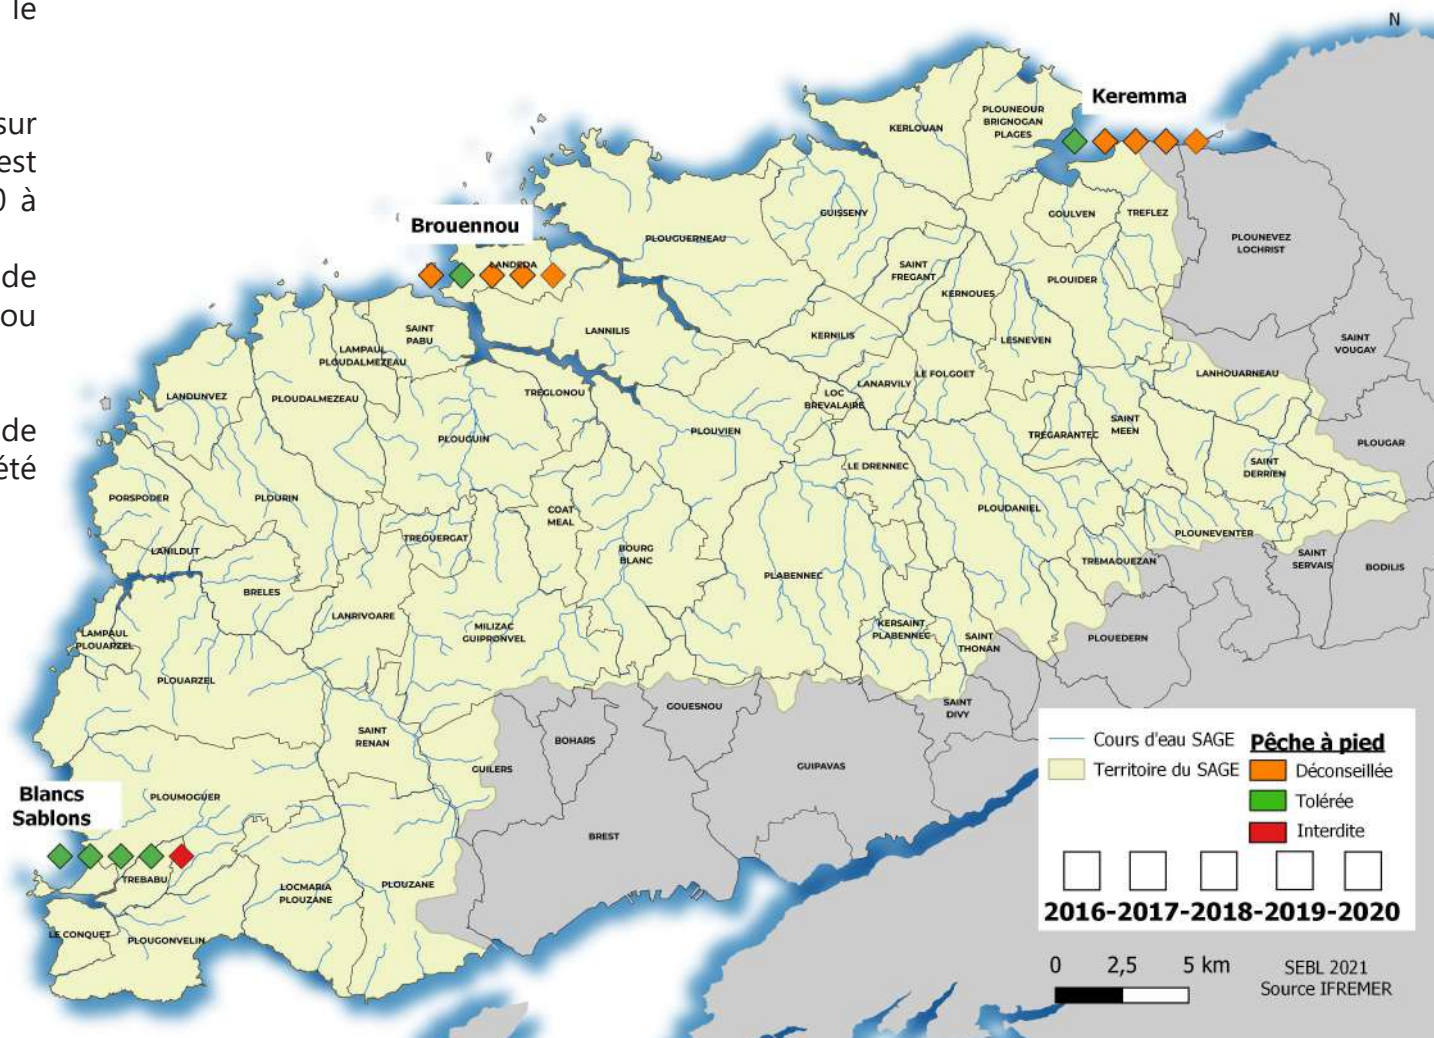 le
sur
est
0 à
de
ou
de
été
N
Keremma
PLOUNEOUR
BRIGNOGAN
PLAGES
KERLOUAN
Brouennou
GUISSENY
GOULVEN
TREFLEZ
PLOUGUERNEAU
PLOUNEVEZ
LOCHRIST
LANDEDA
SAINT
FREGANT
KERNOUES
PLOUIDER
SAINT
PABU
LANNILIS
KERNILIS
LESNEVEN
SAINT
VOUGAY
LAMPAUL
PLOUDALMEZEAU
LE FOLGOET
LANHOUARNEAU
LANARVILY
LANDUNVEZ
PLOUDALMEZEAU
TREGLONOU
LOC
BREVALAIRE
SAINT
MEEN
PLOUGUIN
PLOUVIEN
TREGARANTEC
PLOUGAR
LE DRENNEC
SAINT
DERRIEN
PORSPODER
PLOURIN
COAT
MEAL
PLOUDANIEL
TREOUERGAT
PLOUNEVENTER
LANILDUT
BOURG
BLANC
TREMAOUEZAN
SAINT
SERVAIS
BODILIS
BRELES
PLABENNEC
LANRIVOARE
MILIZAC
GUIPRONVEL
KERSAINT
PLABENNEC
SAINT
THONAN
PLOUEDERN
LAMPAUL
PLOUARZEL
PLOUARZEL
GOUESNOU
SAINT
DIVY
SAINT
RENAN
BOHARS
GUILERS
GUIPAVAS
Blancs
Sablons
PLOUMOGUER
BREST
TREBABU
LOCMARIA
PLOUZANE
PLOUZANE
LE CONQUET
PLOUGONVELIN
Cours d'eau SAGE
Territoire du SAGE
Pêche à pied
Déconseillée
Tolérée
Interdite
2016-2017-2018-2019-2020
0 2,5 5 km
SEBL 2021
Source IFREMER